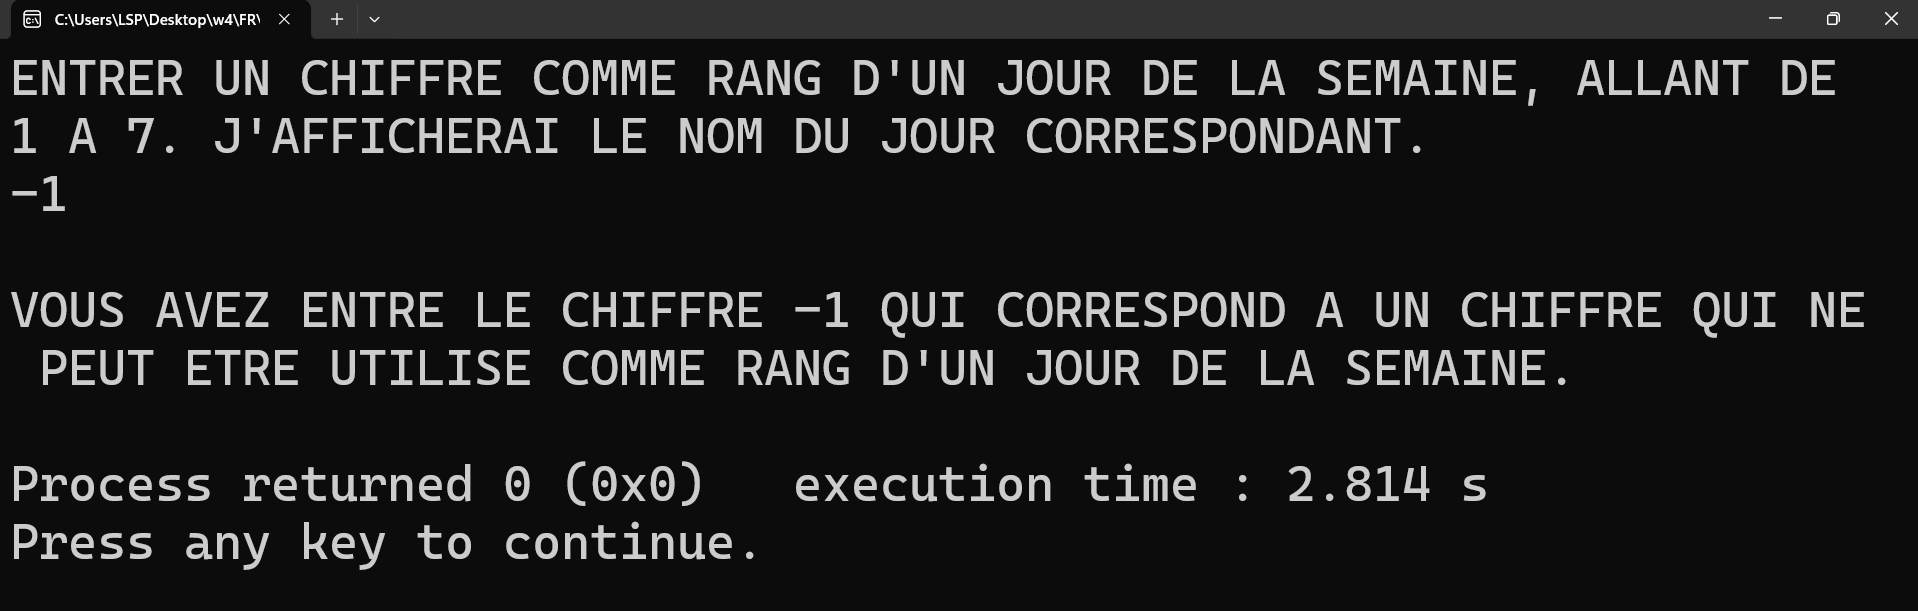 C:\Users\LSP\Desktop\w4\FR\
ENTRER UN CHIFFRE COMME RANG D'UN JOUR DE LA SEMAINE, ALLANT DE
1 A 7. J'AFFICHERAI LE NOM DU JOUR CORRESPONDANT.
-1
VOUS AVEZ ENTRE LE CHIFFRE -1 QUI CORRESPOND A UN CHIFFRE QUI NE
PEUT ETRE UTILISE COMME RANG D'UN JOUR DE LA SEMAINE.
Process returned 0 (0x0)   execution time : 2.814 s
Press any key to continue.